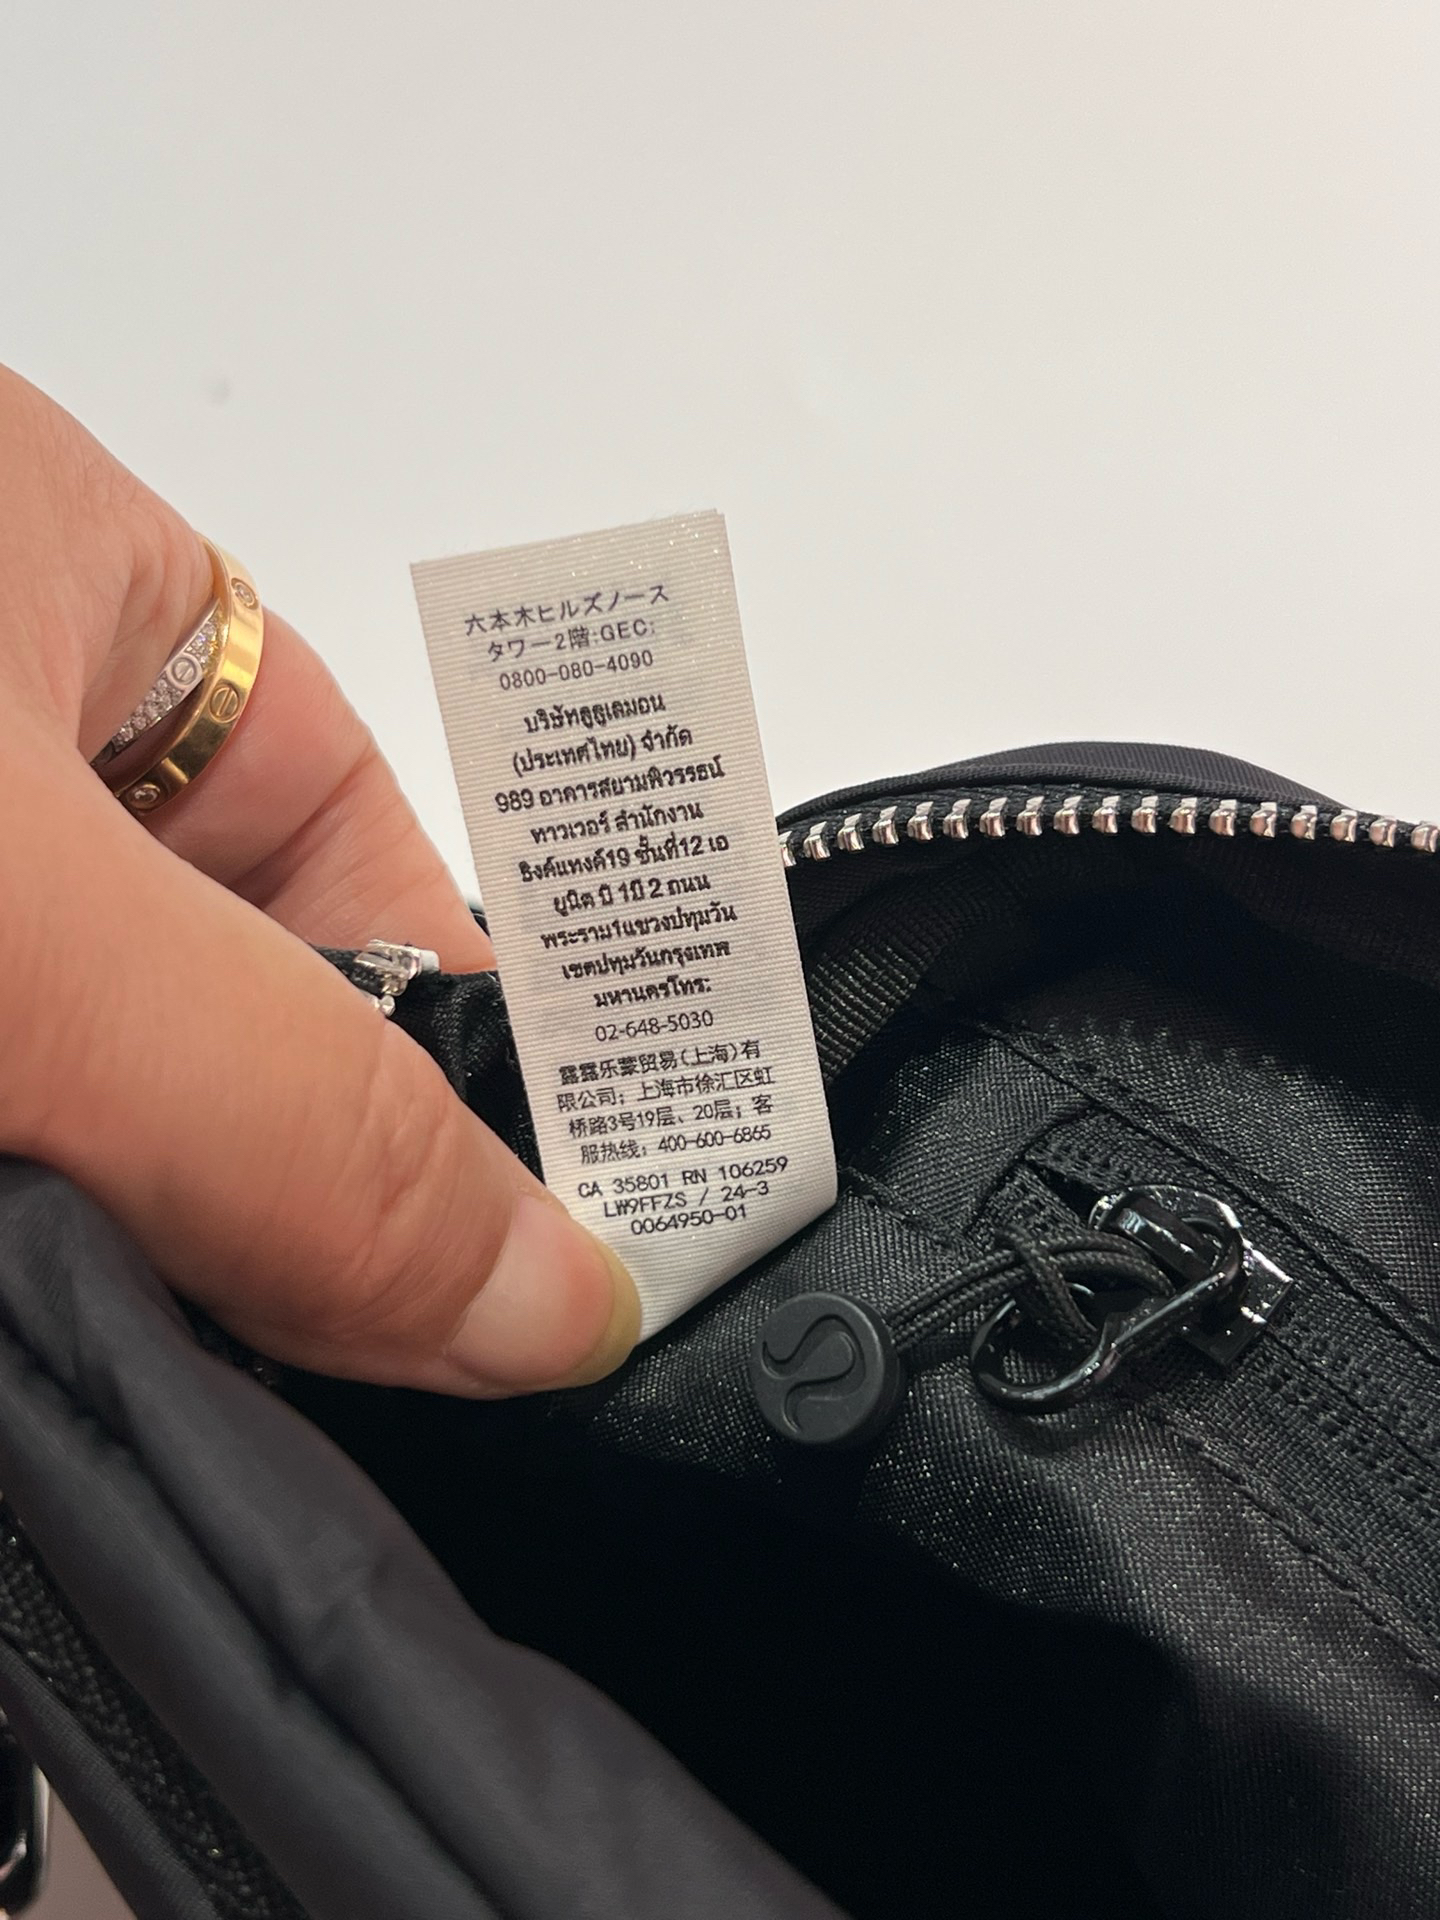 六本木ヒルズノース
タワー2階:GEC:
0800-080-4090
บริษัทลูลูเลมอน
(ประเทศไทย) จำกัด
989 อาคารสยามพิวรรธน์
ทาวเวอร์ สำนักงาน
ธิงค์แทงค์19 ชั้นที่12 เอ
ยูนิต บี 1บี 2 ถนน
พระราม1แขวงปทุมวัน
เขตปทุมวันกรุงเทพ
มหานครโทร:
02-648-5030
露露乐蒙贸易(上海)有
限公司；上海市徐汇区虹
桥路3号19层、20层；客
服热线：400-600-6865
CA 35801 RN 106259
LW9FFZS / 24-3
0064950-01